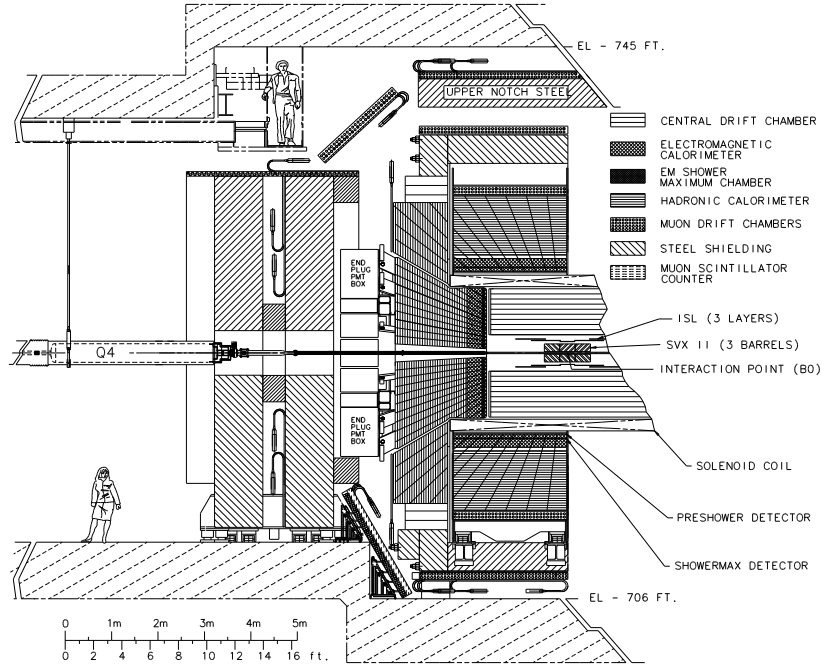 EL - 745 FT.
UPPER NOTCH STEEL
CENTRAL DRIFT CHAMBER
ELECTROMAGNETIC
CALORIMETER
EM SHOWER
MAXIMUM CHAMBER
HADRONIC CALORIMETER
MUON DRIFT CHAMBERS
STEEL SHIELDING
MUON SCINTILLATOR
COUNTER
END
PLUG
PMT
BOX
ISL (3 LAYERS)
Q4
SVX II (3 BARRELS)
INTERACTION POINT (B0)
END
PLUG
PMT
BOX
SOLENOID COIL
PRESHOWER DETECTOR
SHOWERMAX DETECTOR
EL - 706 FT.
0 1m 2m 3m 4m 5m
0 2 4 6 8 10 12 14 16 ft.